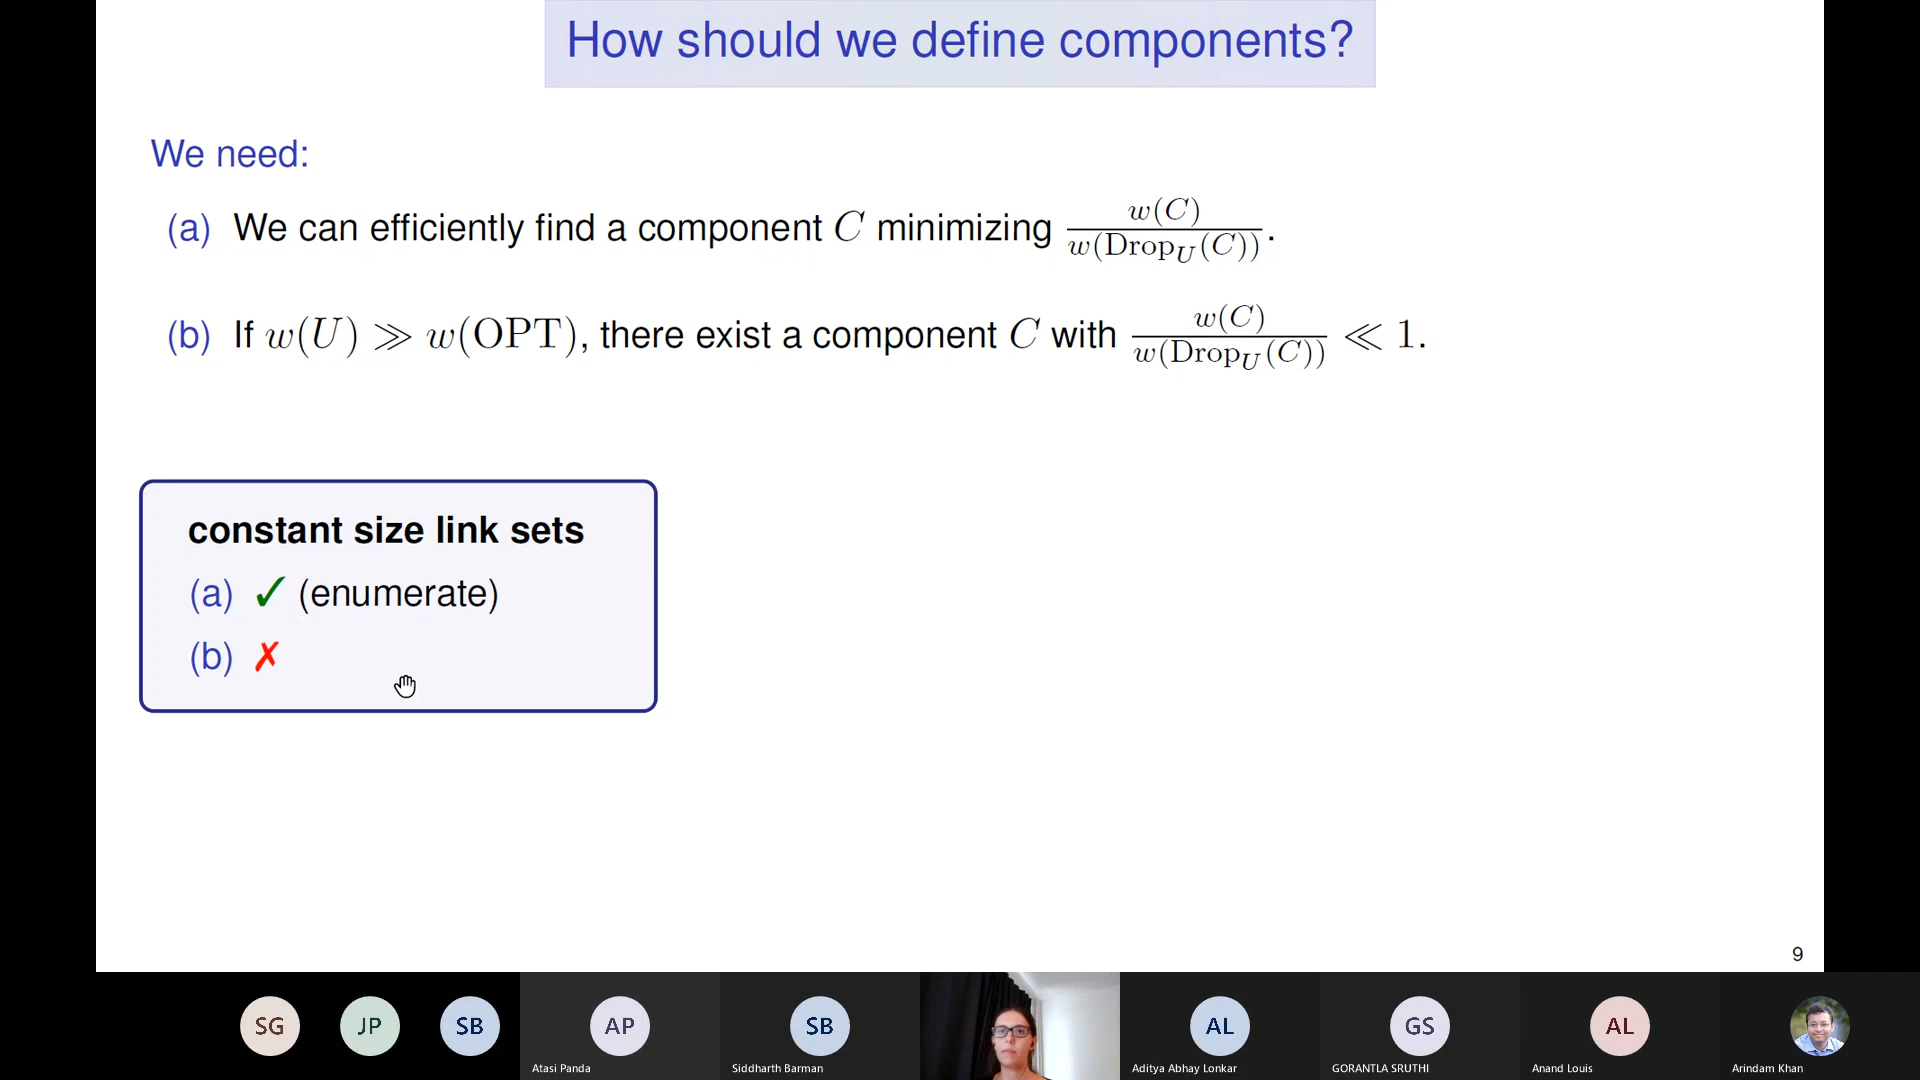 How should we define components?
We need:
(a) We can efficiently find a component C minimizing w(C) / w(Drop_U(C)).
(b) If w(U) ≫ w(OPT), there exist a component C with w(C) / w(Drop_U(C)) ≪ 1.
constant size link sets
(a) ✓ (enumerate)
(b) ✗
9
SG JP SB AP SB AL GS AL
Atasi Panda Siddharth Barman Aditya Abhay Lonkar GORANTLA SRUTHI Anand Louis Arindam Khan